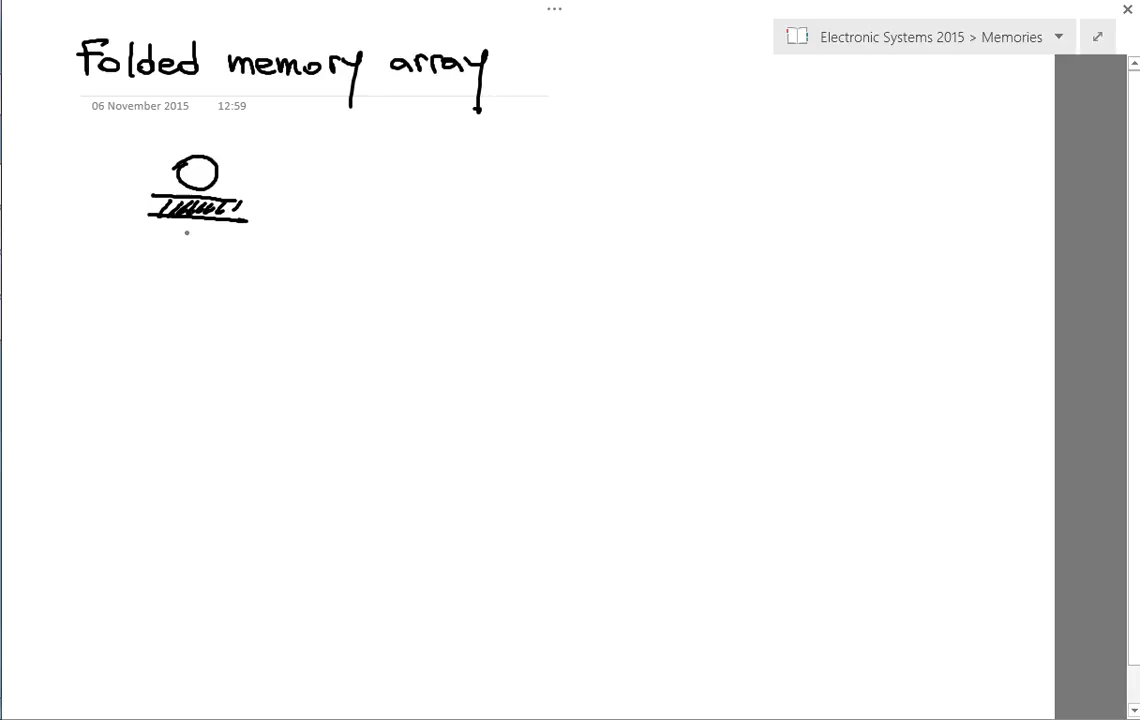 Electronic Systems 2015 > Memories
Folded memory array
06 November 2015 12:59